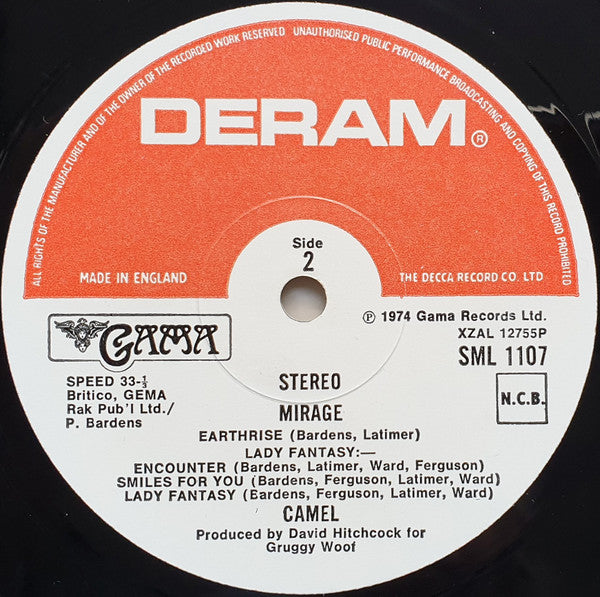 ALL RIGHTS OF THE MANUFACTURER AND OF THE OWNER OF THE RECORDED WORK RESERVED UNAUTHORISED PUBLIC PERFORMANCE BROADCASTING AND COPYING OF THIS RECORD PROHIBITED
DERAM®
Side
2
MADE IN ENGLAND
THE DECCA RECORD CO. LTD
GAMA
℗ 1974 Gama Records Ltd.
XZAL 12755P
SML 1107
SPEED 33-⅓
Britico, GEMA
Rak Pub'l Ltd./
P. Bardens
N.C.B.
STEREO
MIRAGE
EARTHRISE (Bardens, Latimer)
LADY FANTASY:—
ENCOUNTER (Bardens, Latimer, Ward, Ferguson)
SMILES FOR YOU (Bardens, Ferguson, Latimer, Ward)
LADY FANTASY (Eardens, Ferguson, Latimer, Ward)
CAMEL
Produced by David Hitchcock for
Gruggy Woof